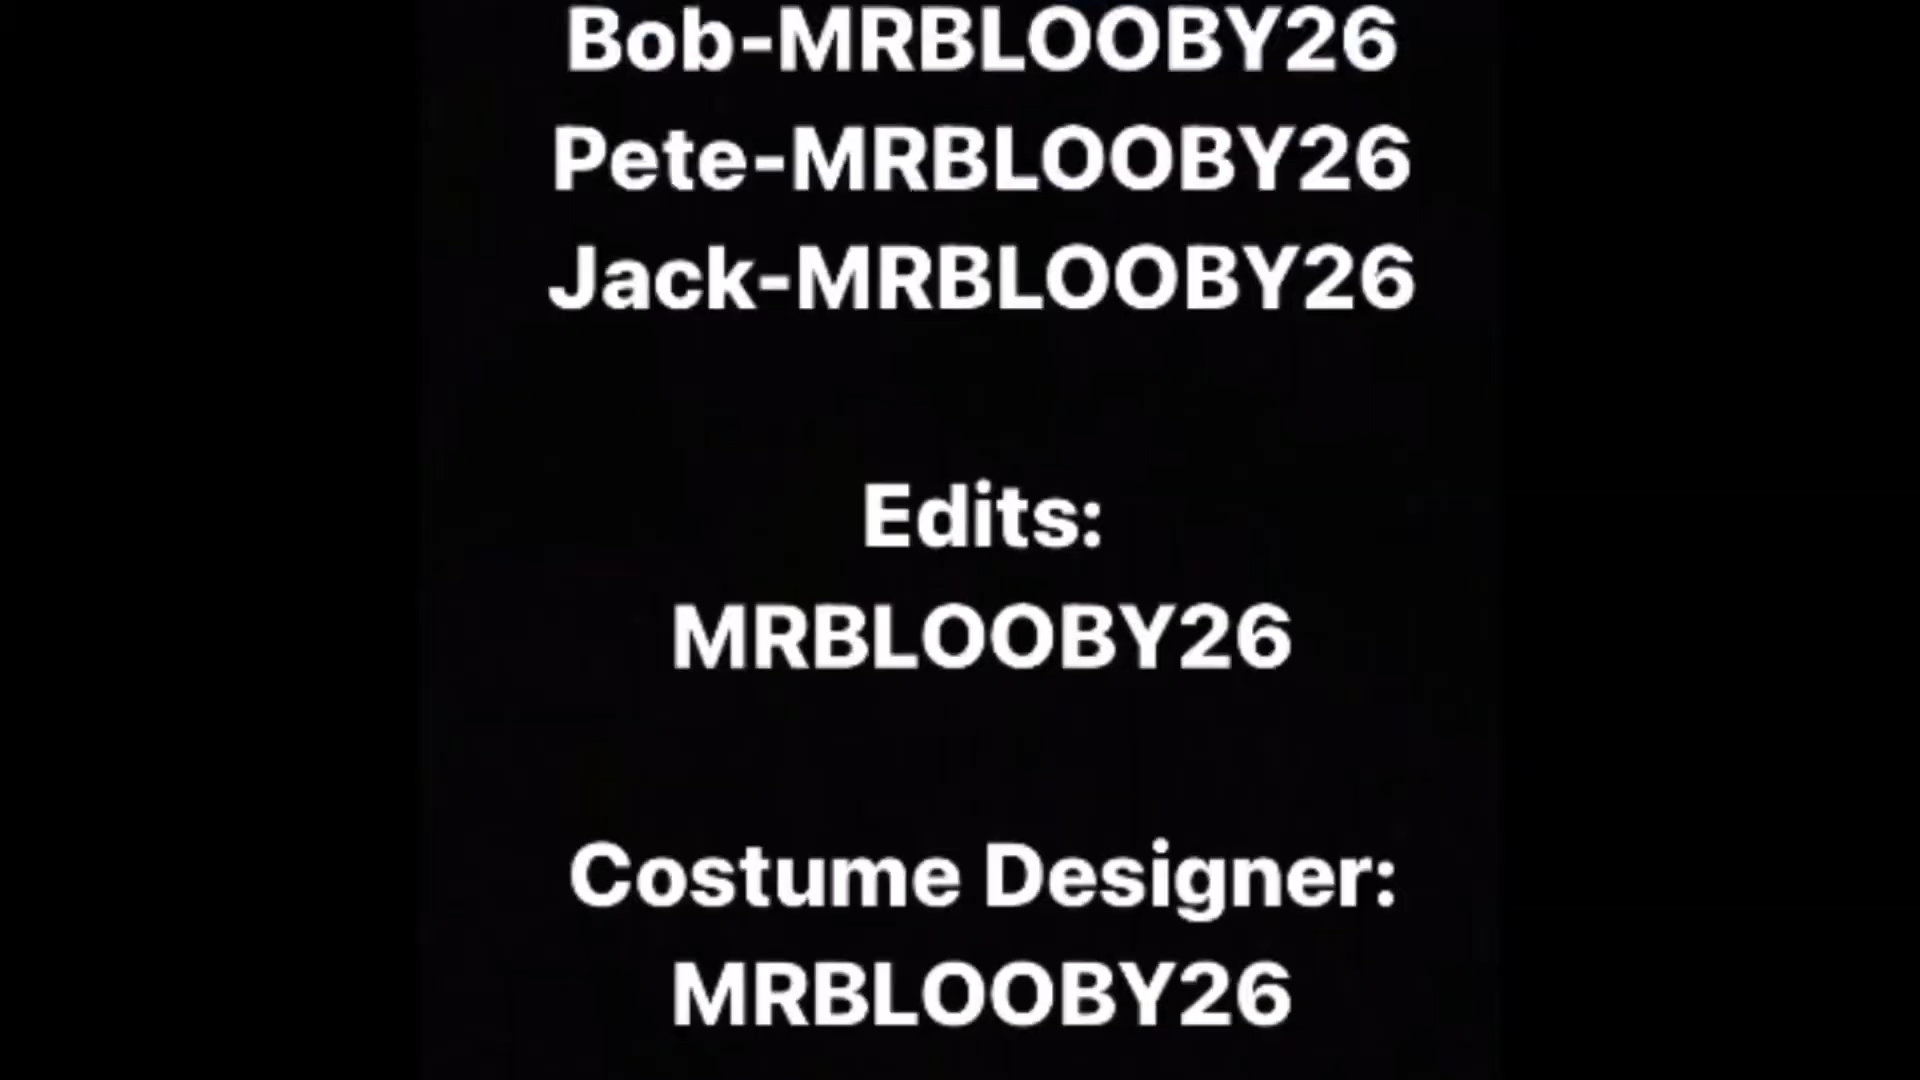 Bob-MRBLOOBY26
Pete-MRBLOOBY26
Jack-MRBLOOBY26
Edits:
MRBLOOBY26
Costume Designer:
MRBLOOBY26